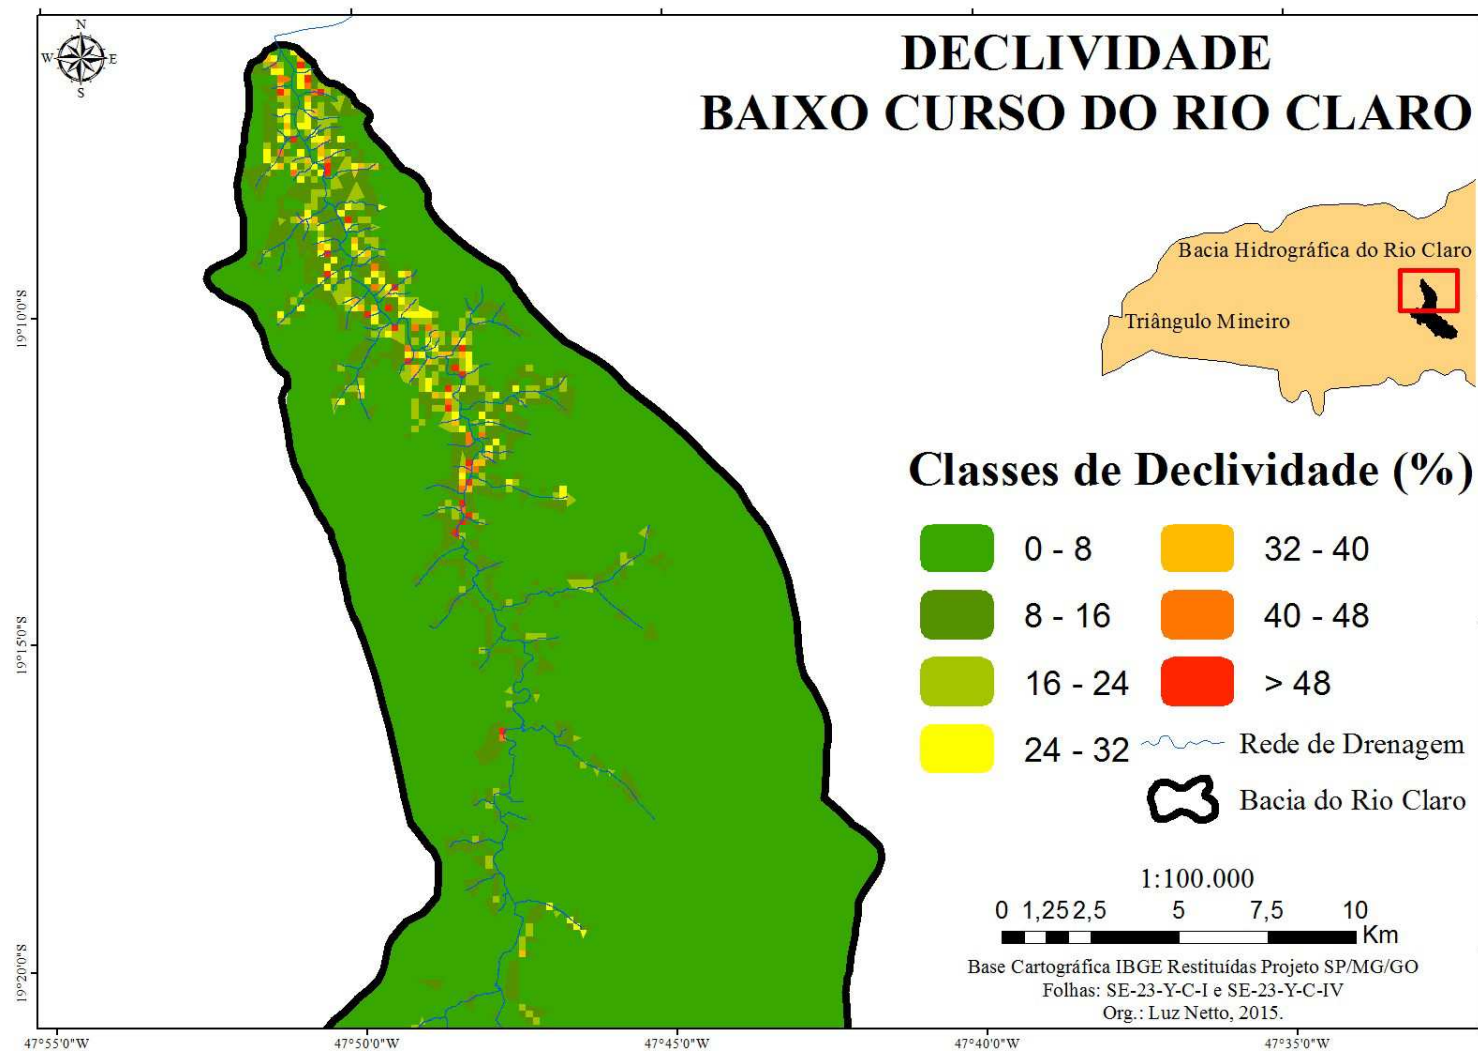 N
W
E
S
DECLIVIDADE
BAIXO CURSO DO RIO CLARO
Bacia Hidrográfica do Rio Claro
Triângulo Mineiro
Classes de Declividade (%)
0 - 8
32 - 40
8 - 16
40 - 48
16 - 24
> 48
24 - 32
Rede de Drenagem
Bacia do Rio Claro
1:100.000
0 1,25 2,5 5 7,5 10
Km
Base Cartográfica IBGE Restituídas Projeto SP/MG/GO
Folhas: SE-23-Y-C-I e SE-23-Y-C-IV
Org.: Luz Netto, 2015.
19°10'0"S
19°15'0"S
19°20'0"S
47°55'0"W
47°50'0"W
47°45'0"W
47°40'0"W
47°35'0"W